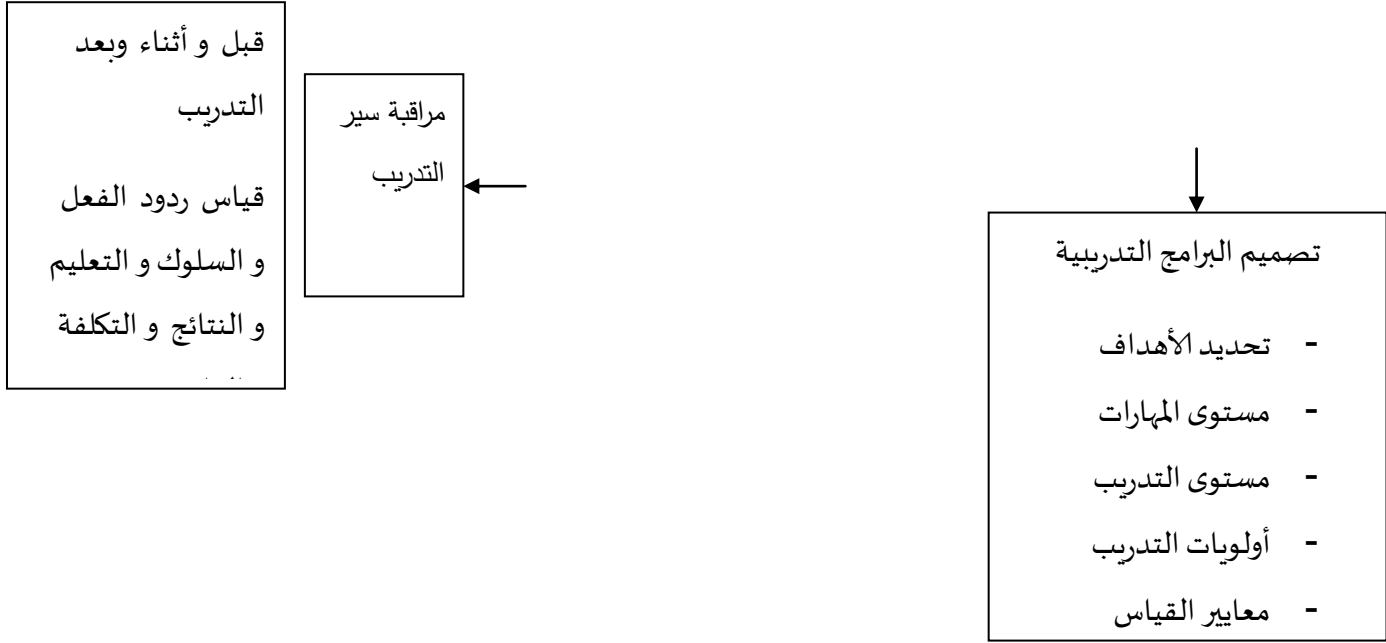 قبل و أثناء وبعد
التدريب
قياس ردود الفعل
و السلوك و التعليم
و النتائج و التكلفة
مراقبة سير
التدريب
تصميم البرامج التدريبية
- تحديد الأهداف
- مستوى المهارات
- مستوى التدريب
- أولويات التدريب
- معايير القياس